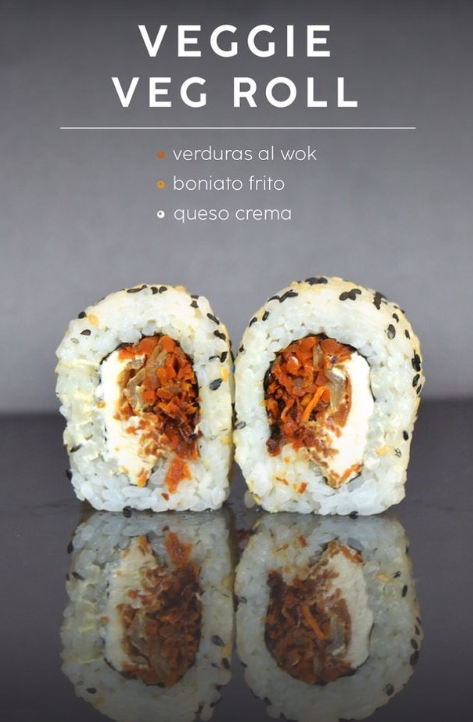 VEGGIE
VEG ROLL
verduras al wok
boniato frito
queso crema